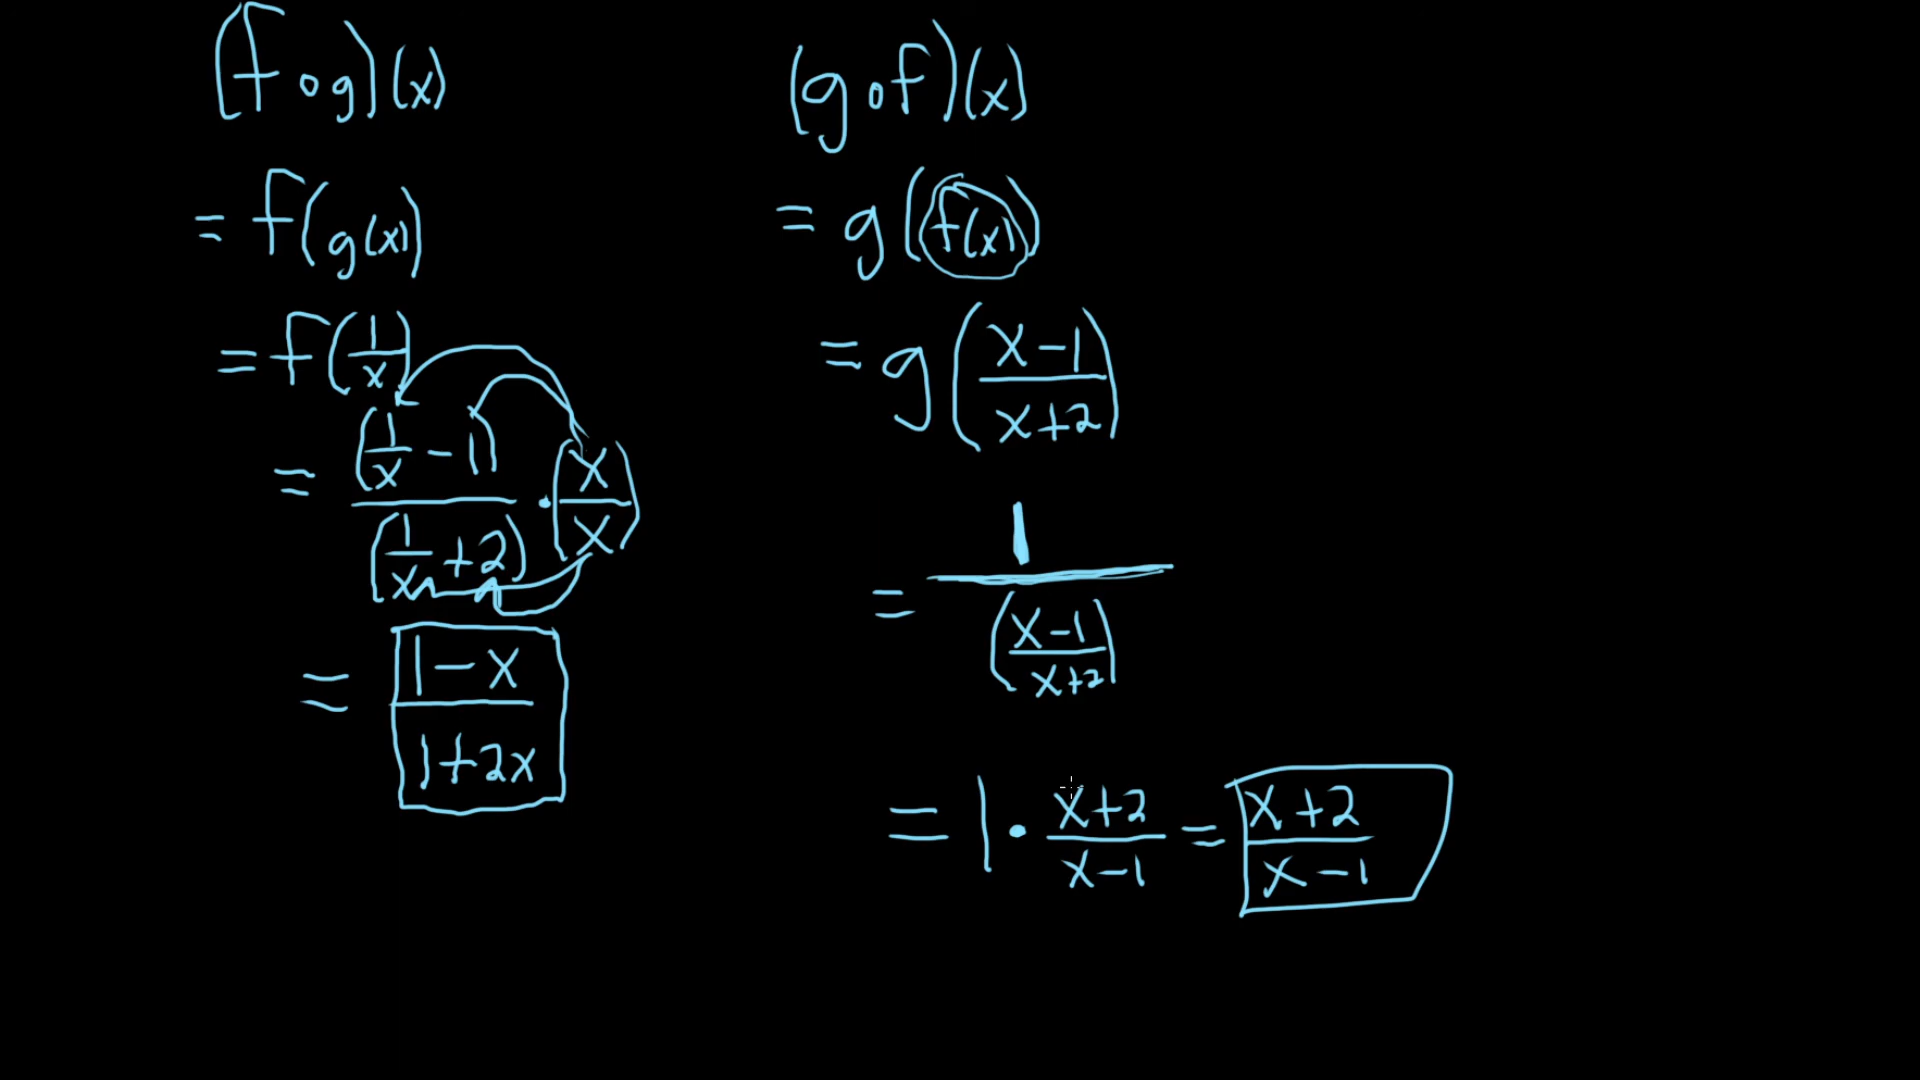 (f∘g)(x)
= f(g(x))
= f(1/x)
= (1/x - 1)/(1/x + 2) · (x/x)
= (1-x)/(1+2x)
(g∘f)(x)
= g(f(x))
= g((x-1)/(x+2))
= 1/((x-1)/(x+2))
= 1 · (x+2)/(x-1) = (x+2)/(x-1)